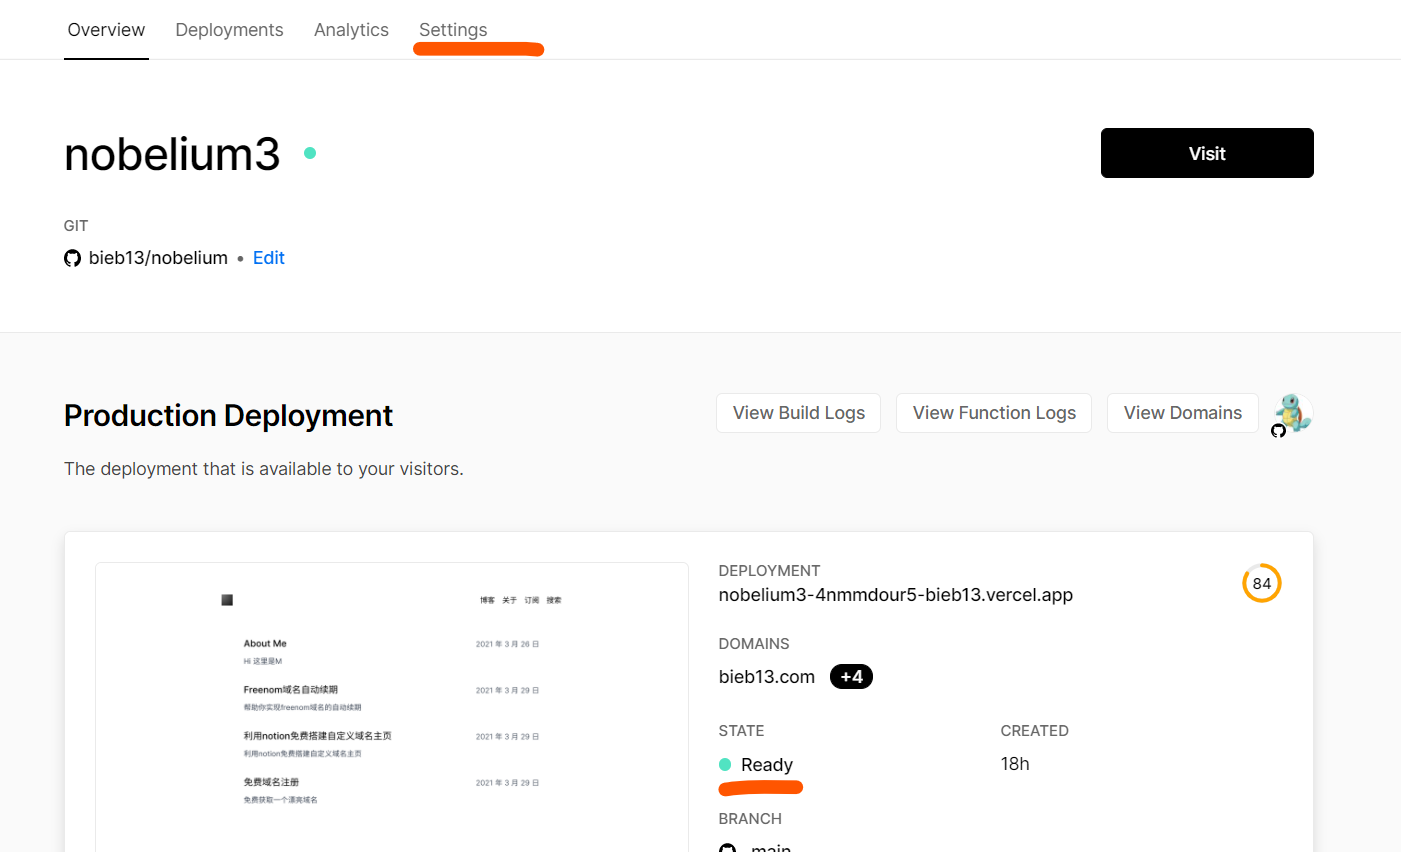 Overview Deployments Analytics Settings
nobelium3
Visit
GIT
bieb13/nobelium • Edit
Production Deployment
View Build Logs View Function Logs View Domains
The deployment that is available to your visitors.
博客 关于 订阅 搜索
About Me 2021 年 3 月 26 日
Hi 这里是M
Freenom域名自动续期 2021 年 3 月 29 日
帮助你实现freenom域名的自动续期
利用notion免费搭建自定义域名主页 2021 年 3 月 29 日
利用notion免费搭建自定义域名主页
免费域名注册 2021 年 3 月 29 日
免费获取一个漂亮域名
DEPLOYMENT
nobelium3-4nmmdour5-bieb13.vercel.app
84
DOMAINS
bieb13.com +4
STATE CREATED
Ready 18h
BRANCH
main